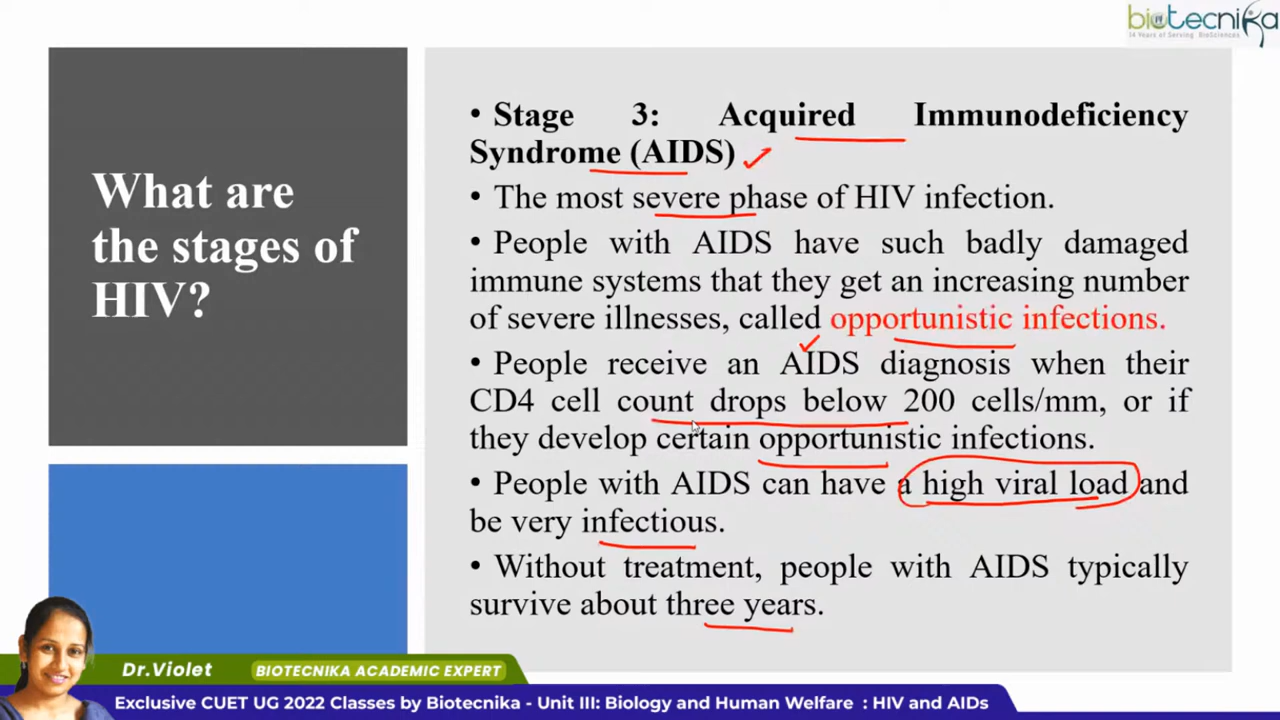 biotecnika
14 Years of Serving BioSciences
What are
the stages of
HIV?
• Stage 3: Acquired Immunodeficiency
Syndrome (AIDS)
• The most severe phase of HIV infection.
• People with AIDS have such badly damaged
immune systems that they get an increasing number
of severe illnesses, called opportunistic infections.
• People receive an AIDS diagnosis when their
CD4 cell count drops below 200 cells/mm, or if
they develop certain opportunistic infections.
• People with AIDS can have a high viral load and
be very infectious.
• Without treatment, people with AIDS typically
survive about three years.
Dr.Violet
BIOTECNIKA ACADEMIC EXPERT
Exclusive CUET UG 2022 Classes by Biotecnika - Unit III: Biology and Human Welfare : HIV and AIDs